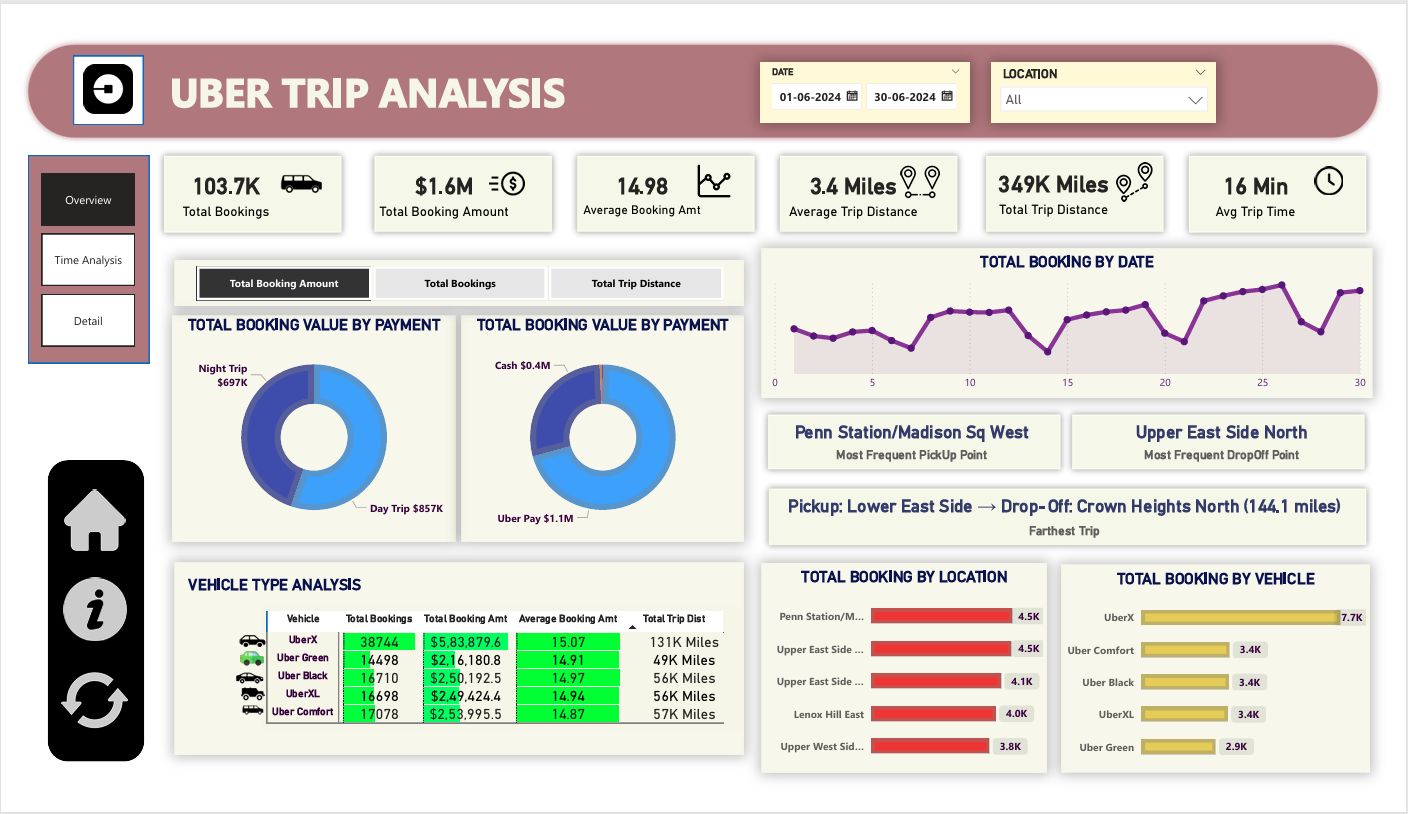 UBER TRIP ANALYSIS
DATE
01-06-2024 30-06-2024
LOCATION
All
Overview
Time Analysis
Detail
103.7K
Total Bookings
$1.6M
Total Booking Amount
14.98
Average Booking Amt
3.4 Miles
Average Trip Distance
349K Miles
Total Trip Distance
16 Min
Avg Trip Time
Total Booking Amount Total Bookings Total Trip Distance
TOTAL BOOKING VALUE BY PAYMENT
Night Trip
$697K
Day Trip $857K
TOTAL BOOKING VALUE BY PAYMENT
Cash $0.4M
Uber Pay $1.1M
TOTAL BOOKING BY DATE
0 5 10 15 20 25 30
Penn Station/Madison Sq West
Most Frequent PickUp Point
Upper East Side North
Most Frequent DropOff Point
Pickup: Lower East Side → Drop-Off: Crown Heights North (144.1 miles)
Farthest Trip
VEHICLE TYPE ANALYSIS
Vehicle Total Bookings Total Booking Amt Average Booking Amt Total Trip Dist
UberX 38744 $5,83,879.6 15.07 131K Miles
Uber Green 14498 $2,16,180.8 14.91 49K Miles
Uber Black 16710 $2,50,192.5 14.97 56K Miles
UberXL 16698 $2,49,424.4 14.94 56K Miles
Uber Comfort 17078 $2,53,995.5 14.87 57K Miles
TOTAL BOOKING BY LOCATION
Penn Station/M... 4.5K
Upper East Side ... 4.5K
Upper East Side ... 4.1K
Lenox Hill East 4.0K
Upper West Sid... 3.8K
TOTAL BOOKING BY VEHICLE
UberX 7.7K
Uber Comfort 3.4K
Uber Black 3.4K
UberXL 3.4K
Uber Green 2.9K